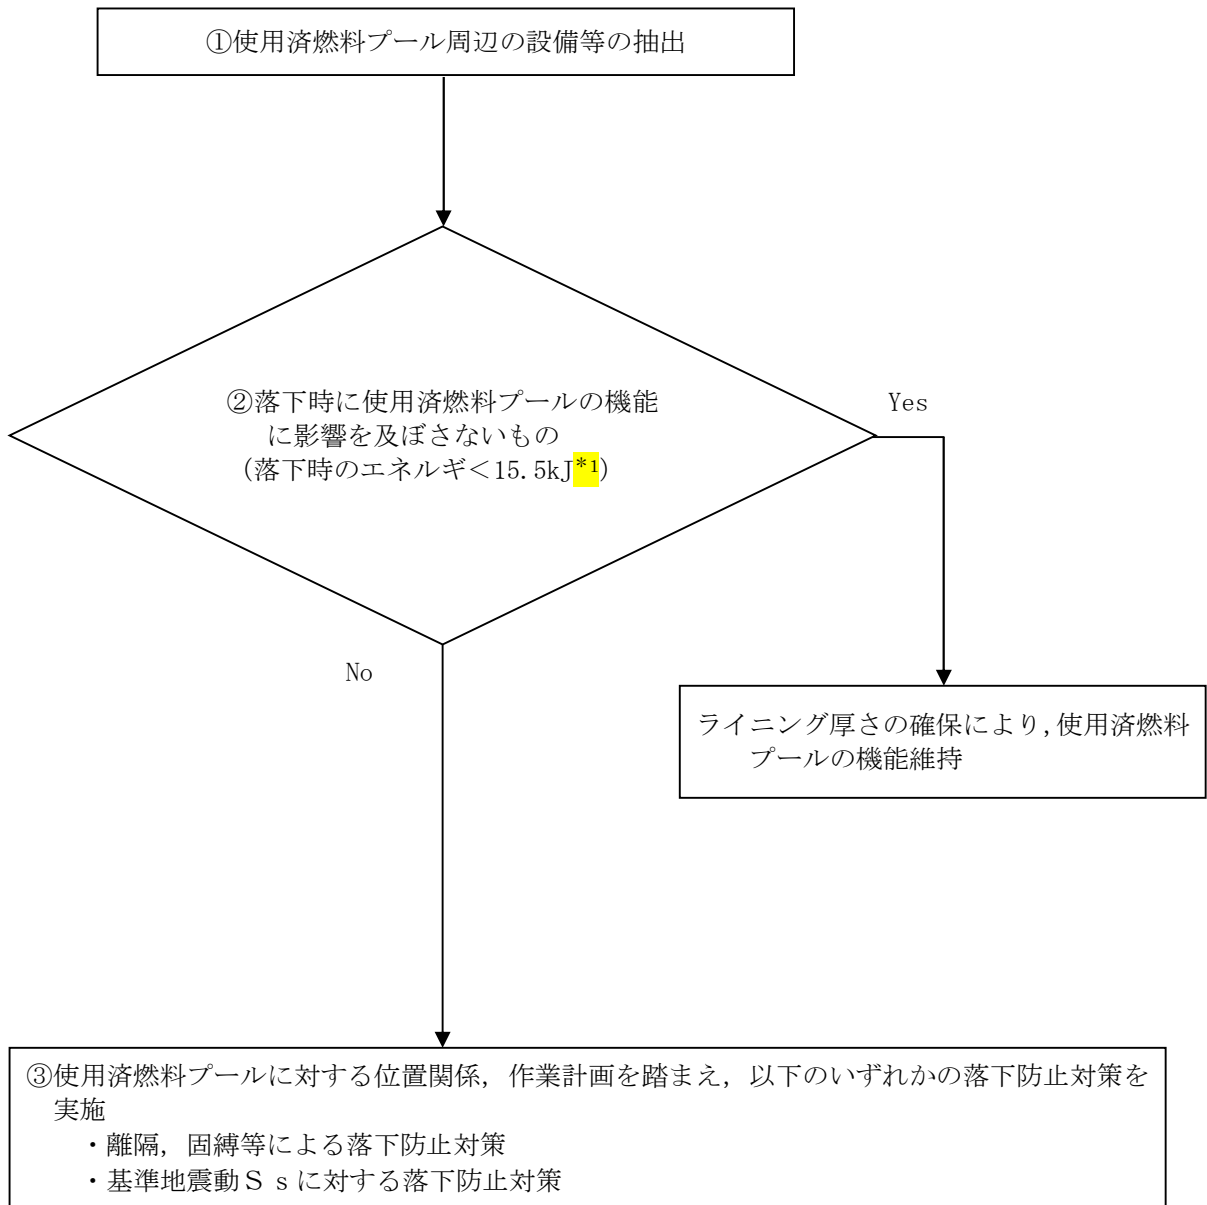 ①使用済燃料プール周辺の設備等の抽出
②落下時に使用済燃料プールの機能
に影響を及ぼさないもの
(落下時のエネルギ<15.5kJ*1)
Yes
No
ライニング厚さの確保により,使用済燃料
プールの機能維持
③使用済燃料プールに対する位置関係，作業計画を踏まえ，以下のいずれかの落下防止対策を
実施
・離隔，固縛等による落下防止対策
・基準地震動Ｓｓに対する落下防止対策